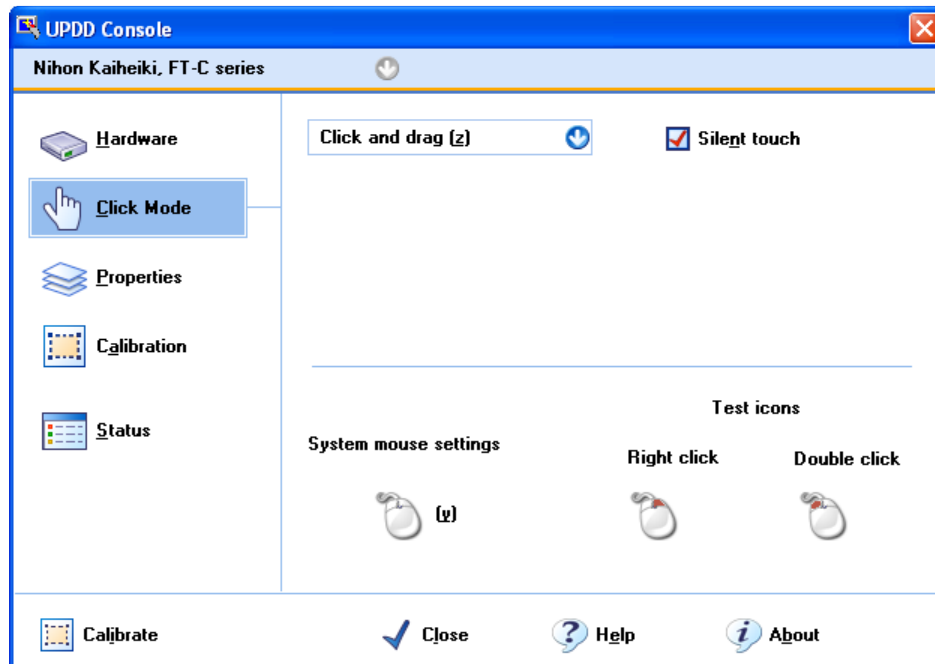 UPDD Console
Nihon Kaiheiki, FT-C series
Hardware
Click Mode
Properties
Calibration
Status
Click and drag (z)
Silent touch
Test icons
System mouse settings
Right click
Double click
(y)
Calibrate
Close
Help
About